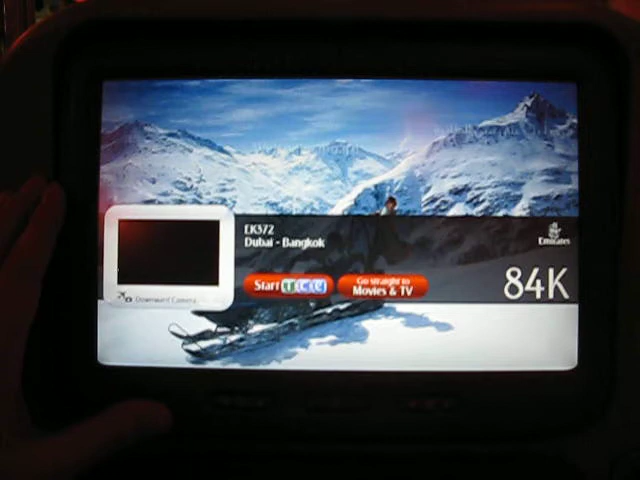 EK372
Dubai - Bangkok
Emirates
Start ice
Go straight to
Movies & TV
84K
Downward Camera